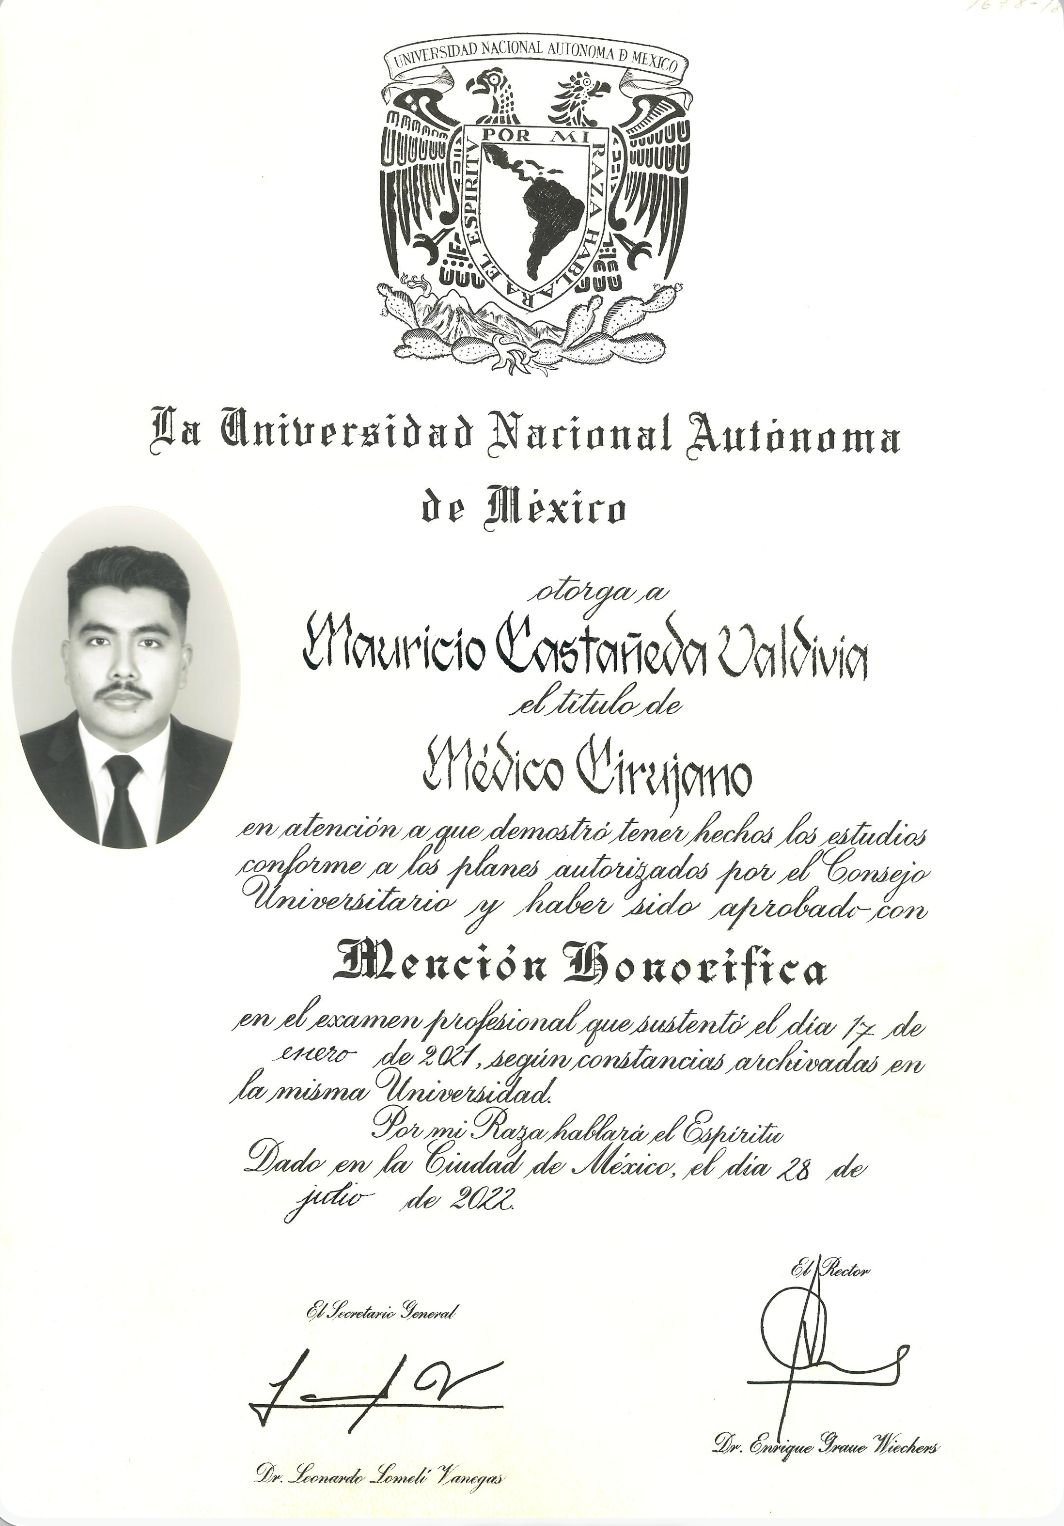 UNIVERSIDAD NACIONAL AUTONOMA D MEXICO
POR MI RAZA HABLARA EL ESPIRITV
La Universidad Nacional Autónoma
de México
otorga a
Mauricio Castañeda Valdivia
el título de
Médico Cirujano
en atención a que demostró tener hechos los estudios
conforme a los planes autorizados por el Consejo
Universitario y haber sido aprobado con
Mención Honorífica
en el examen profesional que sustentó el día 17 de
enero de 2021, según constancias archivadas en
la misma Universidad.
Por mi Raza hablará el Espíritu
Dado en la Ciudad de México, el día 28 de
julio de 2022.
El Rector
El Secretario General
Dr. Enrique Graue Wiechers
Dr. Leonardo Lomelí Vanegas